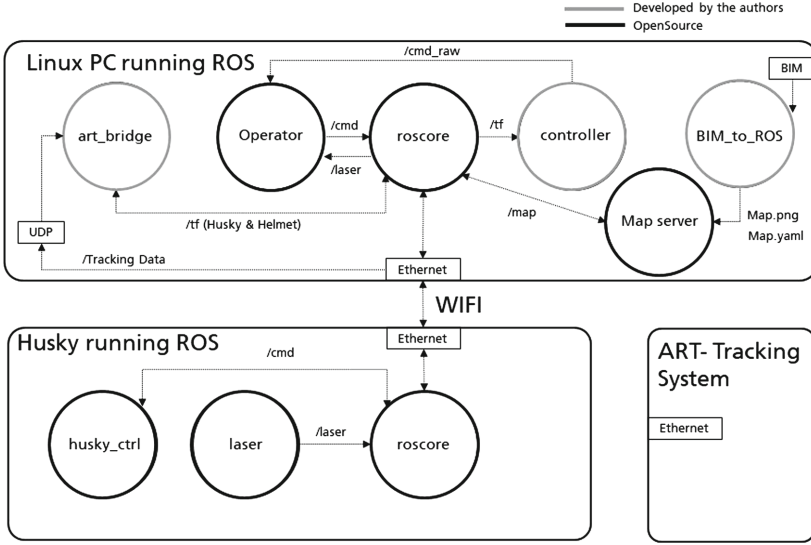 Developed by the authors
OpenSource
Linux PC running ROS
/cmd_raw
BIM
art_bridge
Operator
/cmd
roscore
/tf
controller
BIM_to_ROS
/laser
/map
Map server
Map.png
Map.yaml
/tf (Husky & Helmet)
UDP
/Tracking Data
Ethernet
WIFI
Husky running ROS
Ethernet
/cmd
husky_ctrl
laser
/laser
roscore
ART- Tracking
System
Ethernet